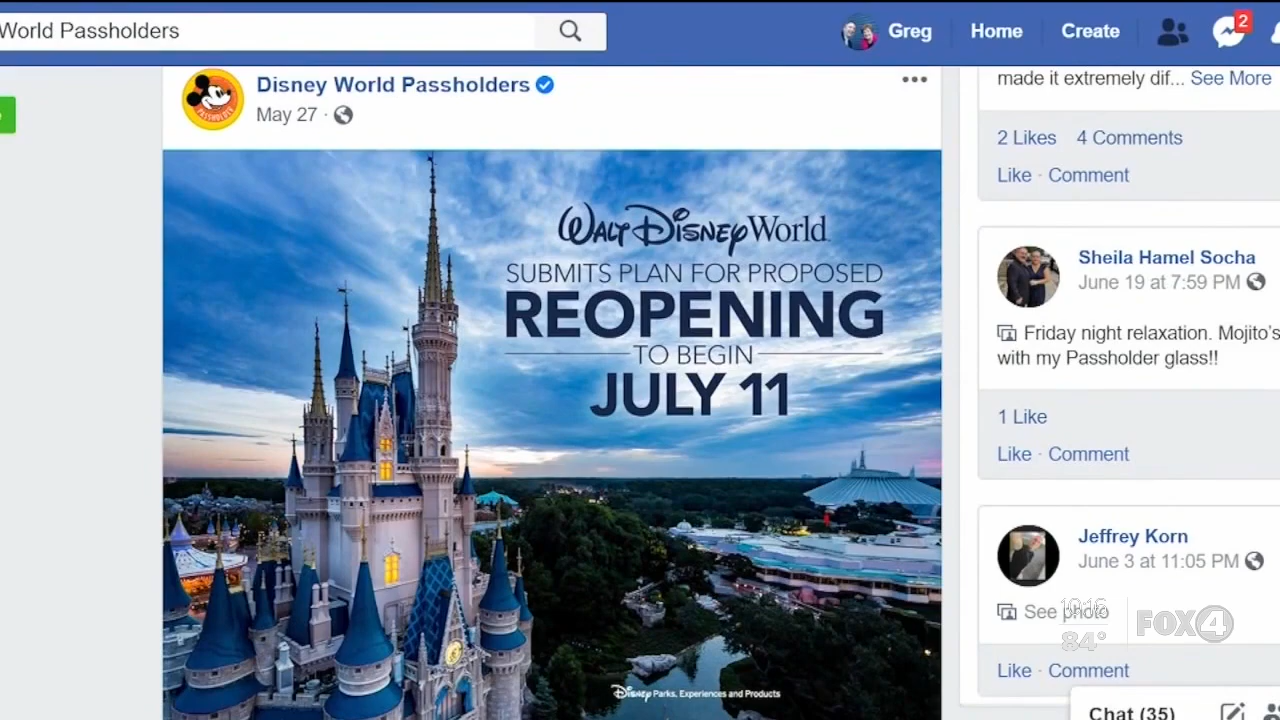 World Passholders
Greg
Home
Create
2
Disney World Passholders
May 27 ·
PASSHOLDER
WALT DISNEY World
SUBMITS PLAN FOR PROPOSED
REOPENING
TO BEGIN
JULY 11
Disney Parks, Experiences and Products
made it extremely dif... See More
2 Likes 4 Comments
Like · Comment
Sheila Hamel Socha
June 19 at 7:59 PM
Friday night relaxation. Mojito's
with my Passholder glass!!
1 Like
Like · Comment
Jeffrey Korn
June 3 at 11:05 PM
See photo
Like · Comment
84°
FOX 4
Chat (35)